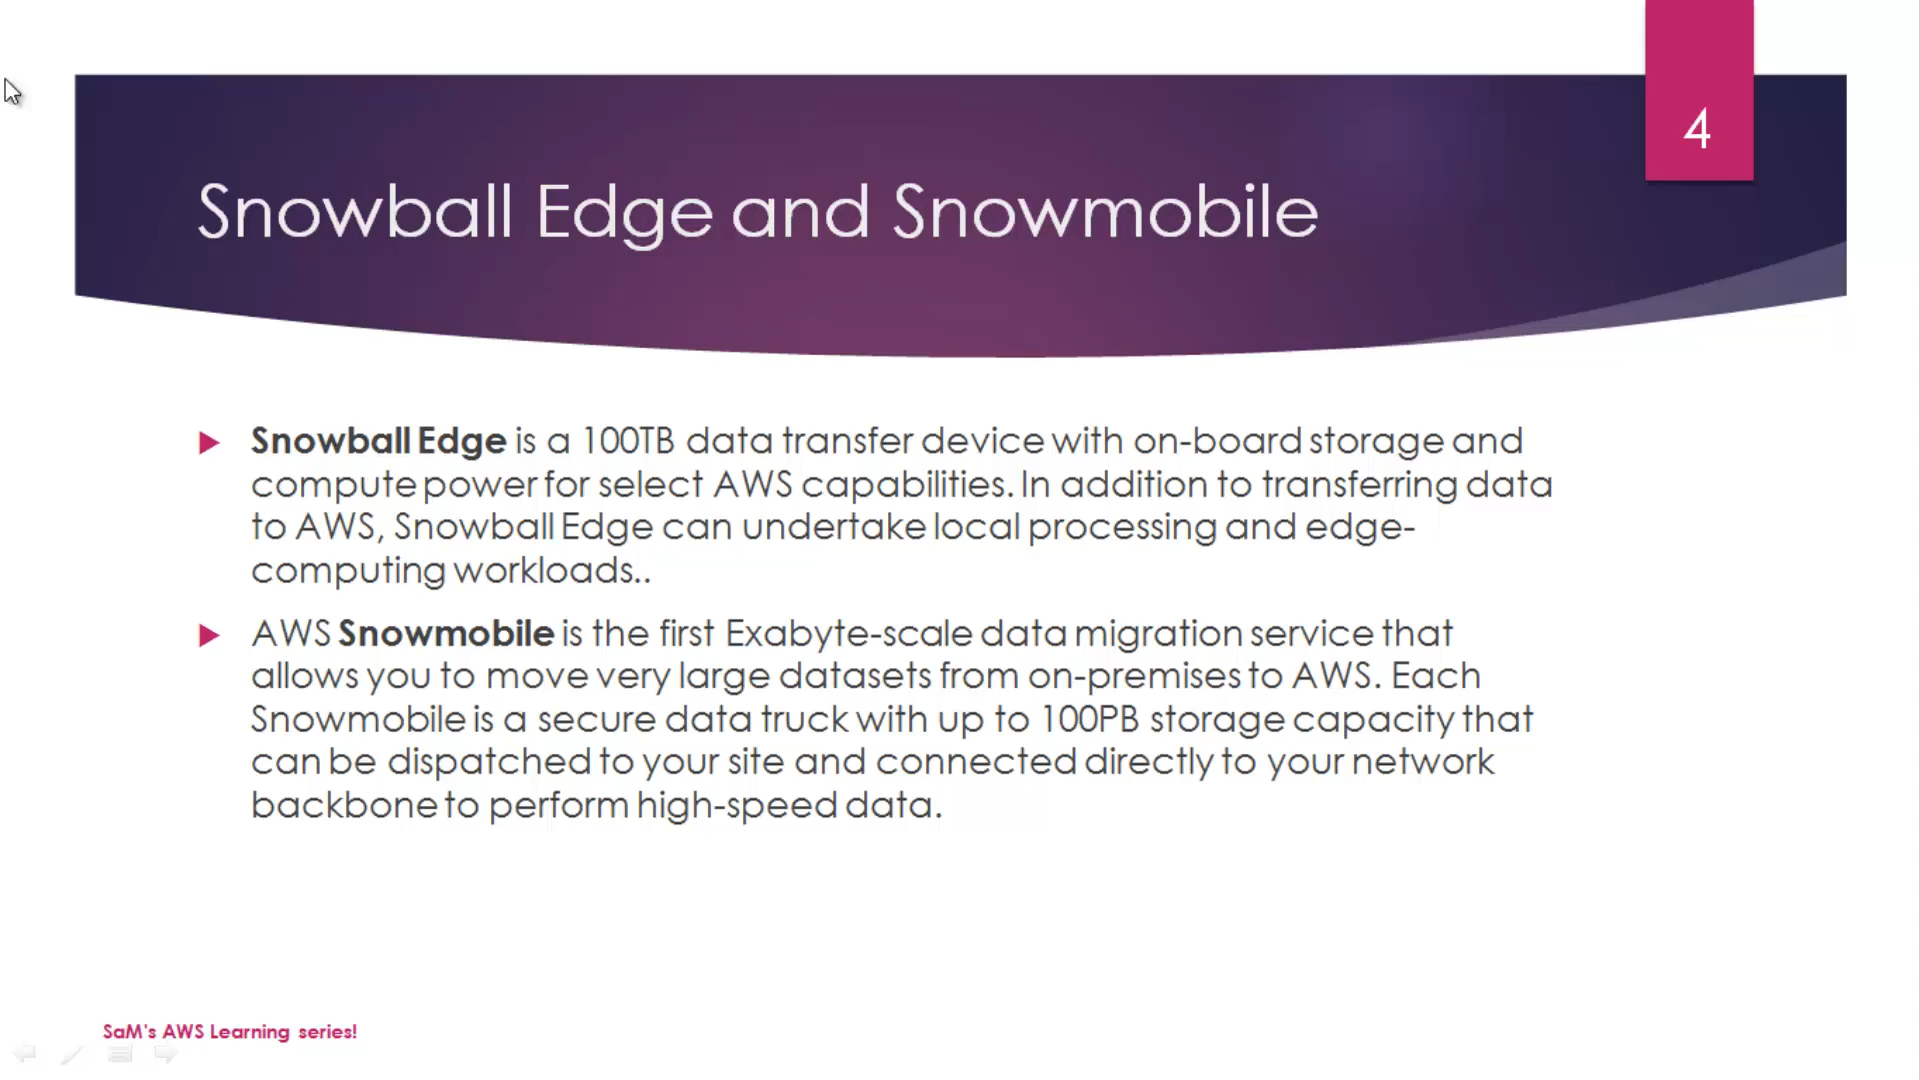 4
Snowball Edge and Snowmobile
Snowball Edge is a 100TB data transfer device with on-board storage and
compute power for select AWS capabilities. In addition to transferring data
to AWS, Snowball Edge can undertake local processing and edge-
computing workloads..
AWS Snowmobile is the first Exabyte-scale data migration service that
allows you to move very large datasets from on-premises to AWS. Each
Snowmobile is a secure data truck with up to 100PB storage capacity that
can be dispatched to your site and connected directly to your network
backbone to perform high-speed data.
SaM's AWS Learning series!